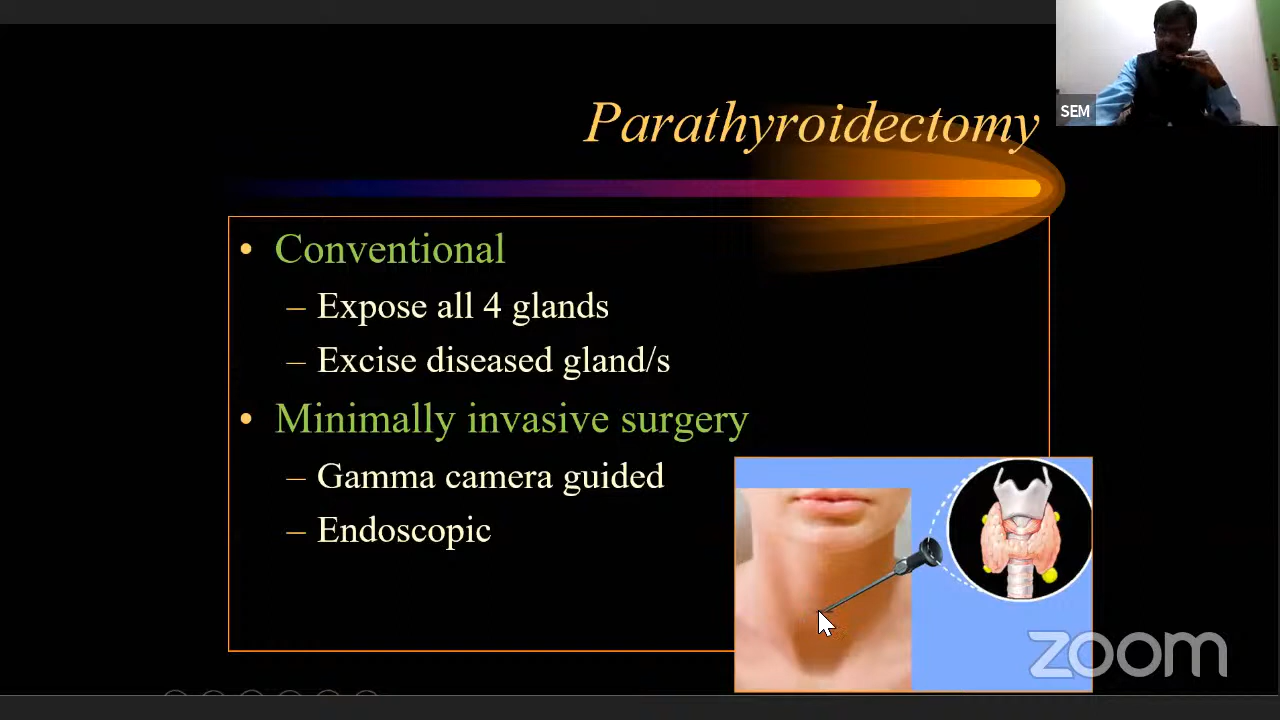 SEM
Parathyroidectomy
• Conventional
– Expose all 4 glands
– Excise diseased gland/s
• Minimally invasive surgery
– Gamma camera guided
– Endoscopic
zoom